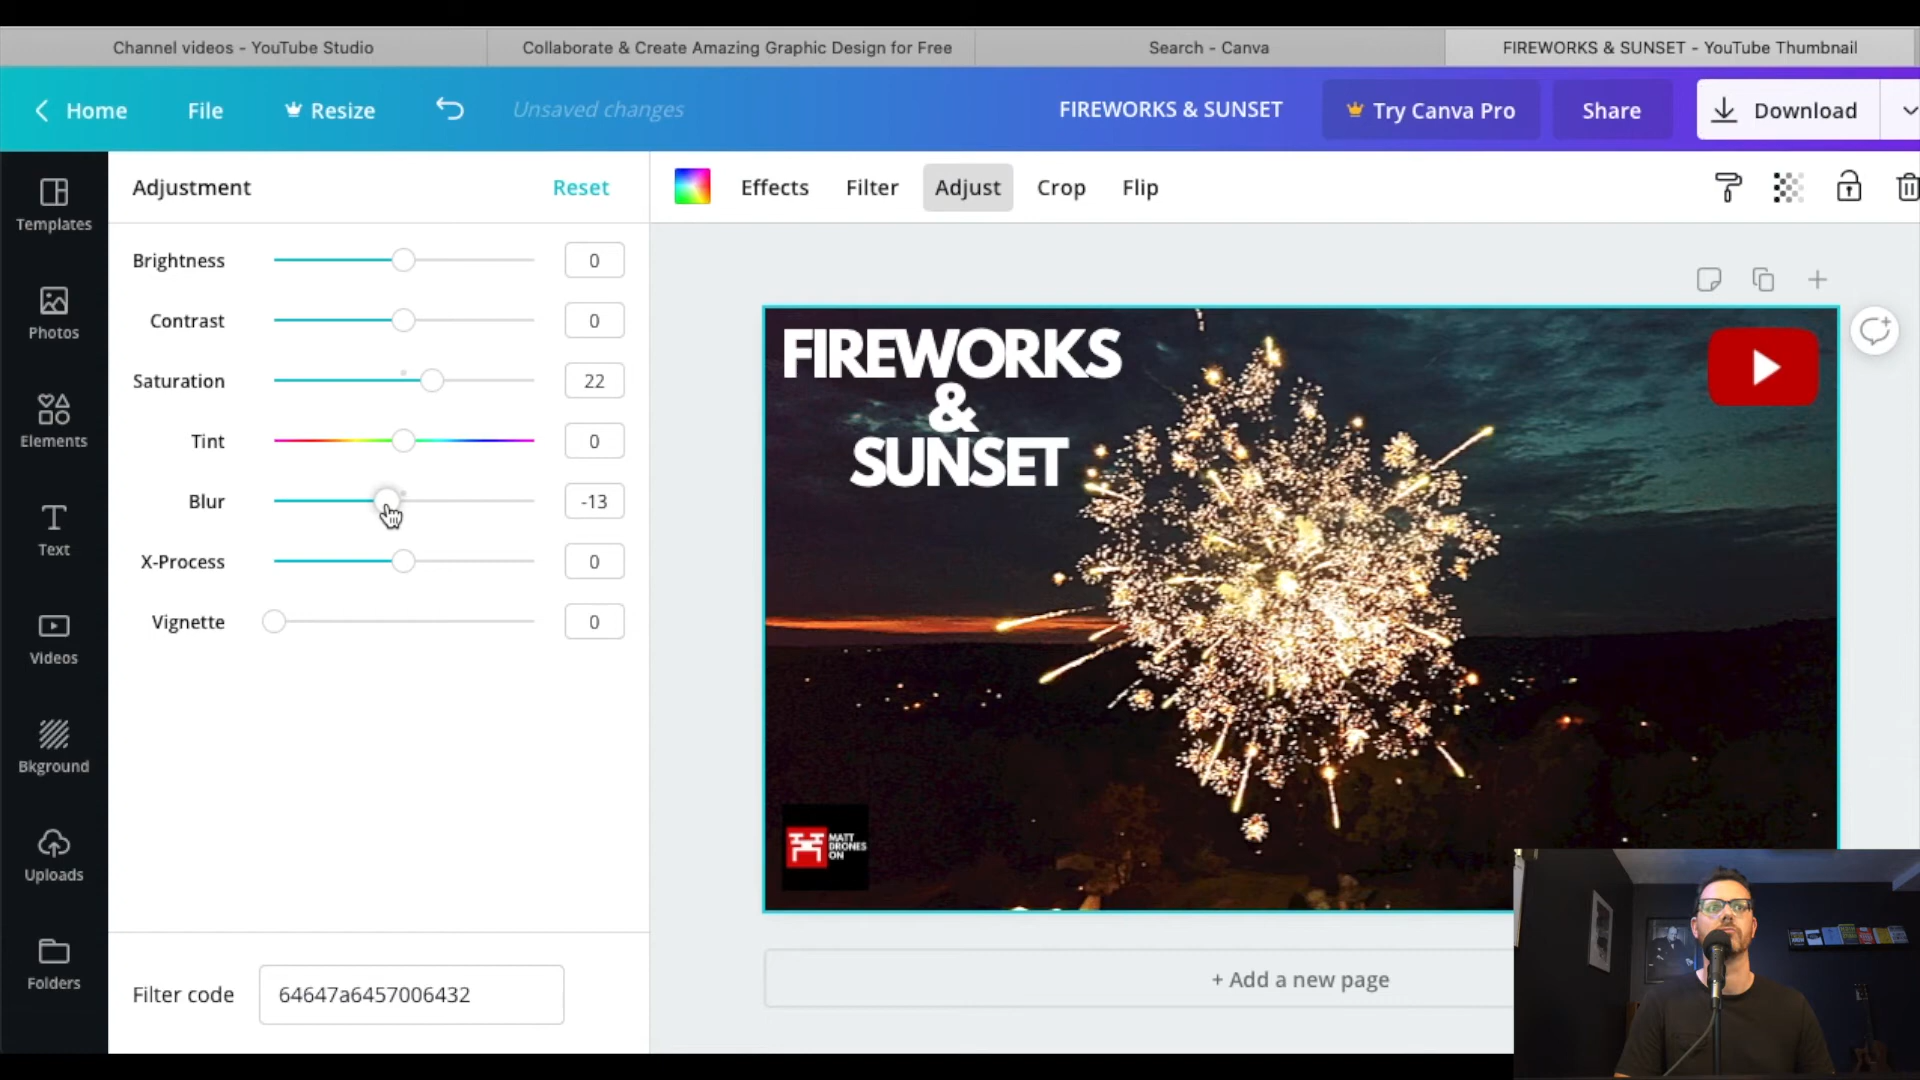 Channel videos - YouTube Studio
Collaborate & Create Amazing Graphic Design for Free
Search - Canva
FIREWORKS & SUNSET - YouTube Thumbnail
Home
File
Resize
Unsaved changes
FIREWORKS & SUNSET
Try Canva Pro
Share
Download
Templates
Photos
Elements
Text
Videos
Bkground
Uploads
Folders
Adjustment
Reset
Brightness 0
Contrast 0
Saturation 22
Tint 0
Blur -13
X-Process 0
Vignette 0
Filter code 64647a6457006432
Effects
Filter
Adjust
Crop
Flip
FIREWORKS
&
SUNSET
MATT
DRONES
ON
+ Add a new page